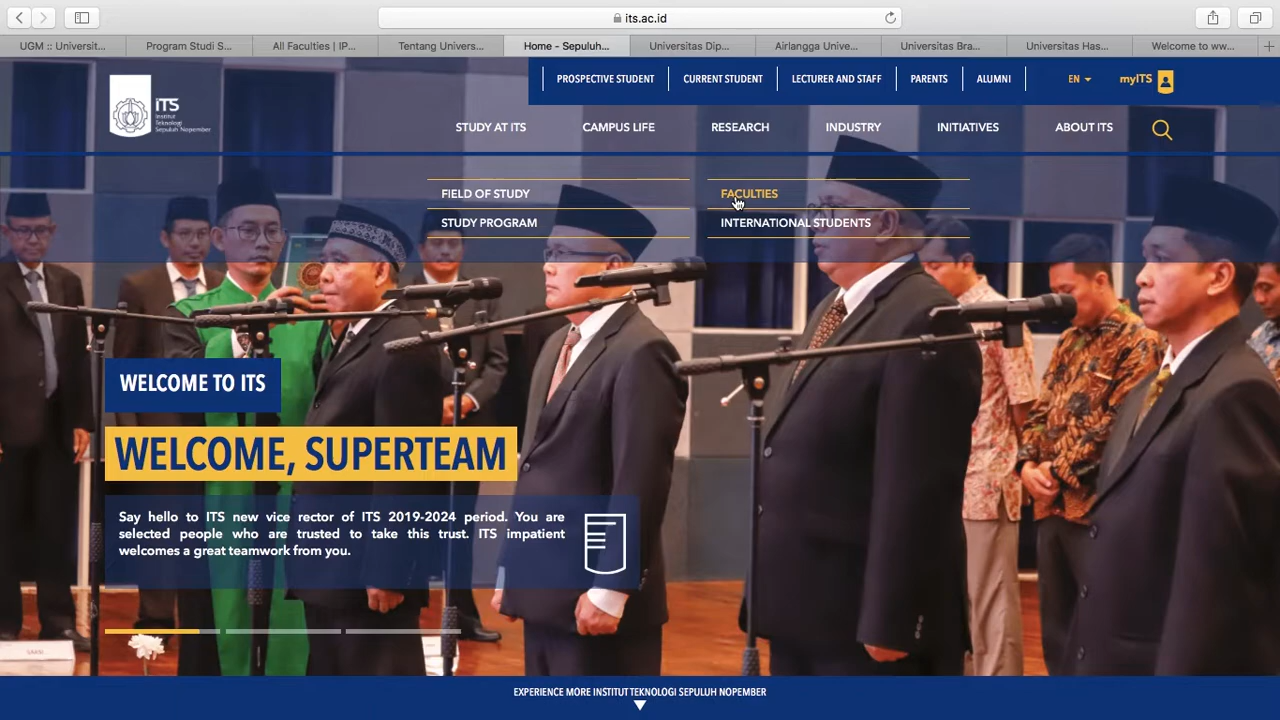 its.ac.id
UGM :: Universit...
Program Studi S...
All Faculties | IP...
Tentang Univers...
Home - Sepuluh...
Universitas Dip...
Airlangga Unive...
Universitas Bra...
Universitas Has...
Welcome to ww...
PROSPECTIVE STUDENT
CURRENT STUDENT
LECTURER AND STAFF
PARENTS
ALUMNI
EN
myITS
iTS
Institut
Teknologi
Sepuluh Nopember
STUDY AT ITS
CAMPUS LIFE
RESEARCH
INDUSTRY
INITIATIVES
ABOUT ITS
FIELD OF STUDY
FACULTIES
STUDY PROGRAM
INTERNATIONAL STUDENTS
WELCOME TO ITS
WELCOME, SUPERTEAM
Say hello to ITS new vice rector of ITS 2019-2024 period. You are
selected people who are trusted to take this trust. ITS impatient
welcomes a great teamwork from you.
EXPERIENCE MORE INSTITUT TEKNOLOGI SEPULUH NOPEMBER